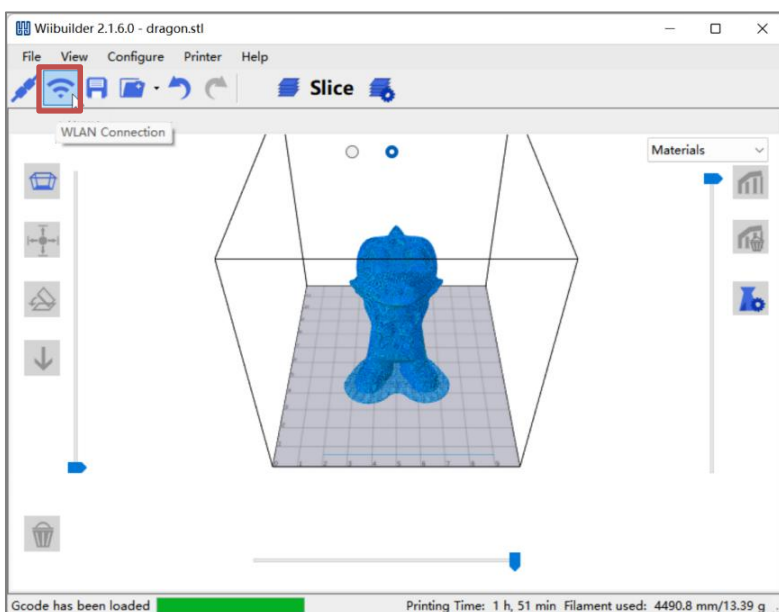 Wiibuilder 2.1.6.0 - dragon.stl
File View Configure Printer Help
Slice
WLAN Connection
Materials
Gcode has been loaded
Printing Time: 1 h, 51 min Filament used: 4490.8 mm/13.39 g